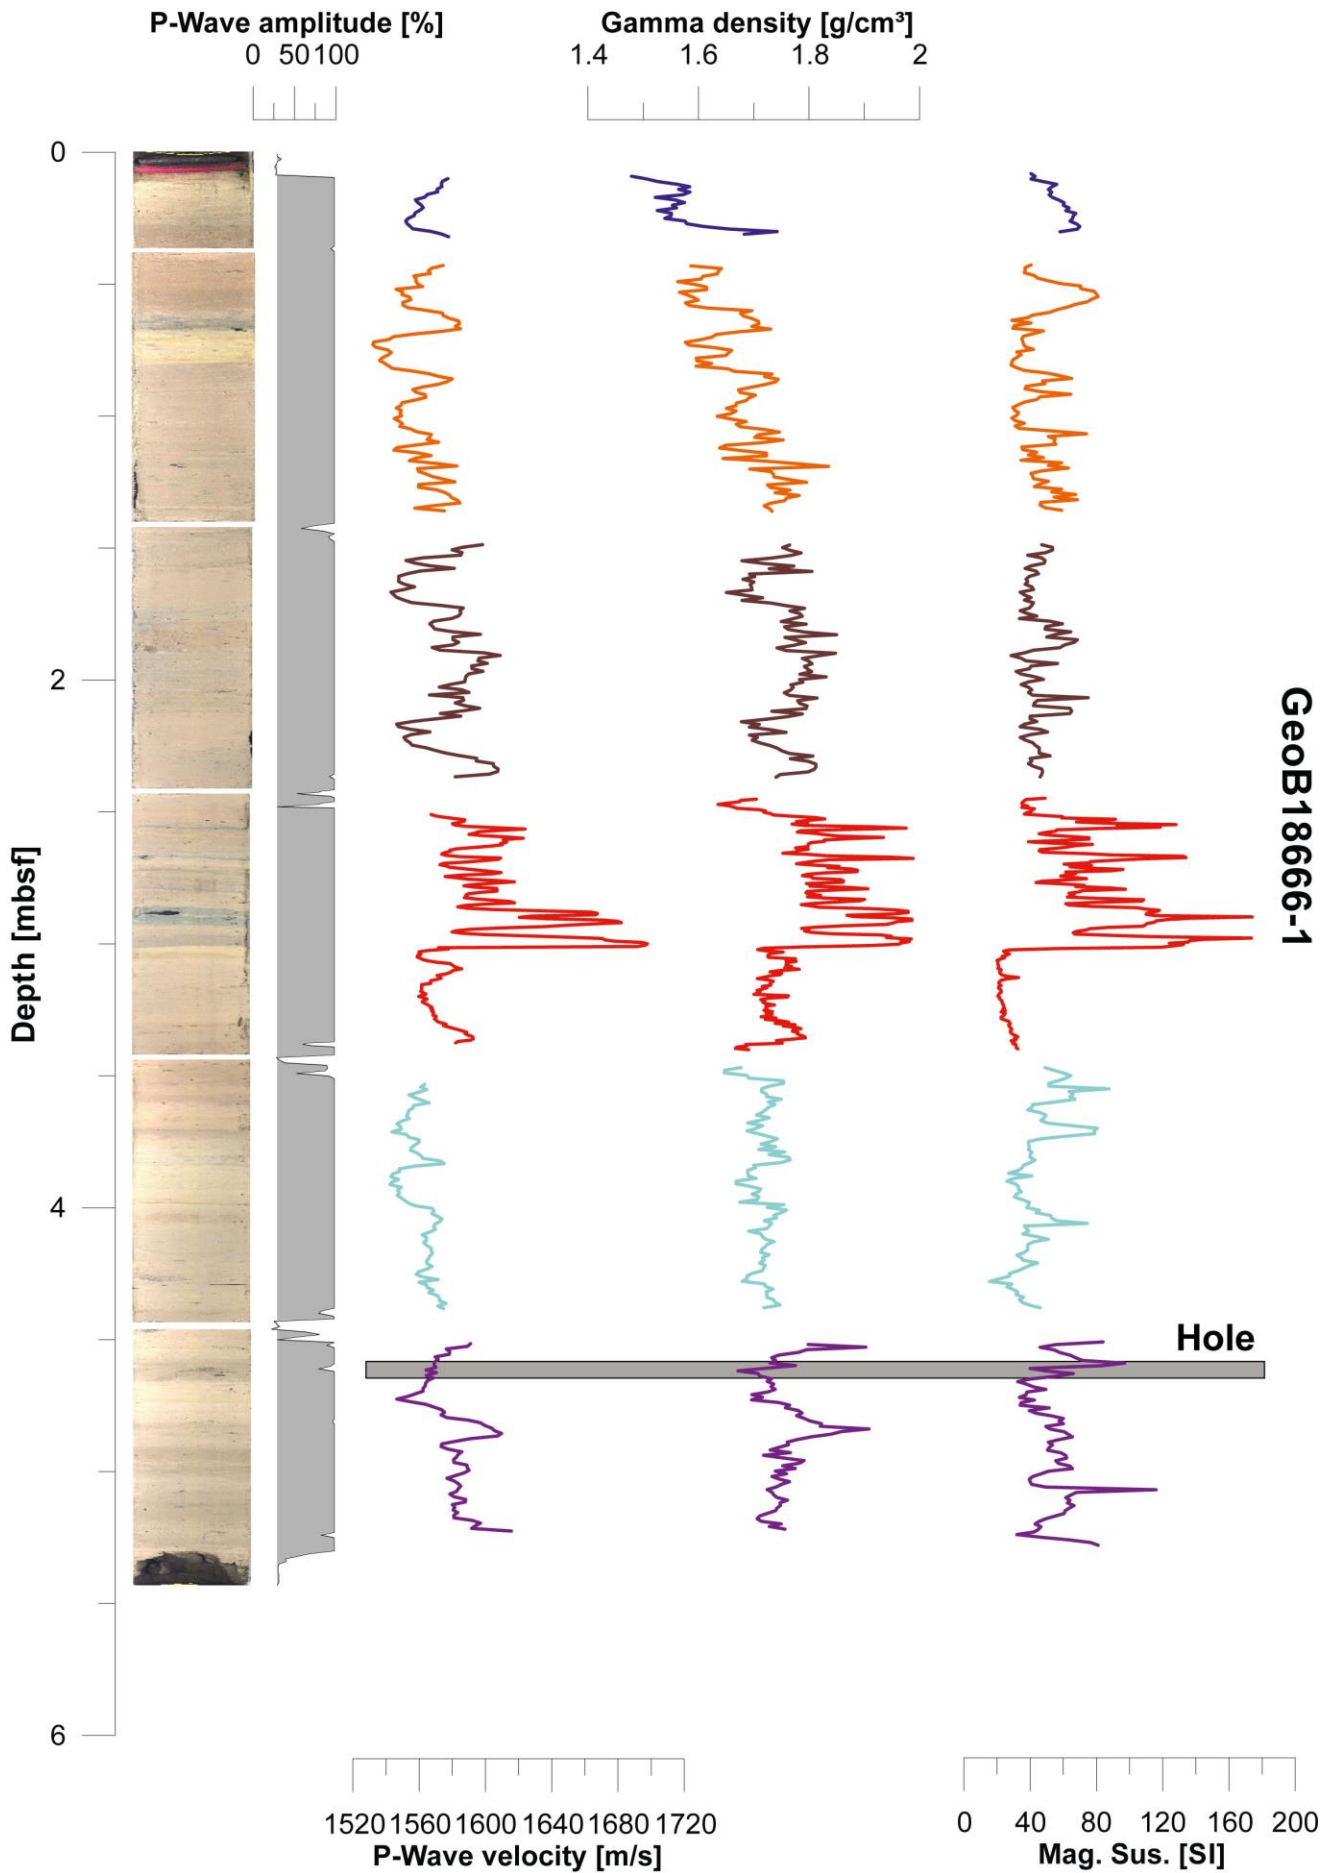 P-Wave amplitude [%]
Gamma density [g/cm³]
0 50 100
1.4 1.6 1.8 2
0
2
4
6
Depth [mbsf]
GeoB18666-1
Hole
1520 1560 1600 1640 1680 1720
P-Wave velocity [m/s]
0 40 80 120 160 200
Mag. Sus. [SI]